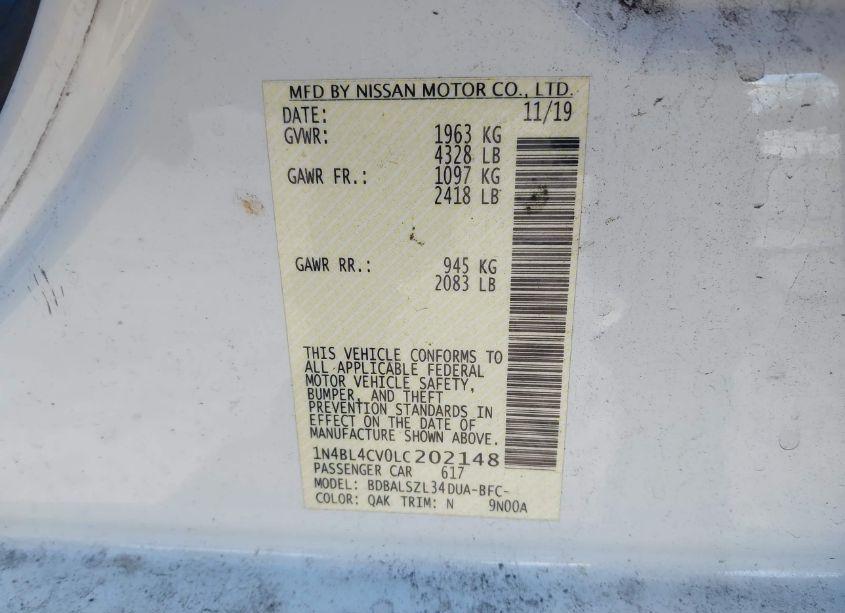 MFD BY NISSAN MOTOR CO., LTD.
DATE: 11/19
GVWR: 1963 KG
4328 LB
GAWR FR.: 1097 KG
2418 LB
GAWR RR.: 945 KG
2083 LB
THIS VEHICLE CONFORMS TO
ALL APPLICABLE FEDERAL
MOTOR VEHICLE SAFETY,
BUMPER, AND THEFT
PREVENTION STANDARDS IN
EFFECT ON THE DATE OF
MANUFACTURE SHOWN ABOVE.
1N4BL4CV0LC202148
PASSENGER CAR 617
MODEL: BDBALSZL34DUA-BFC-
COLOR: QAK TRIM: N 9N00A